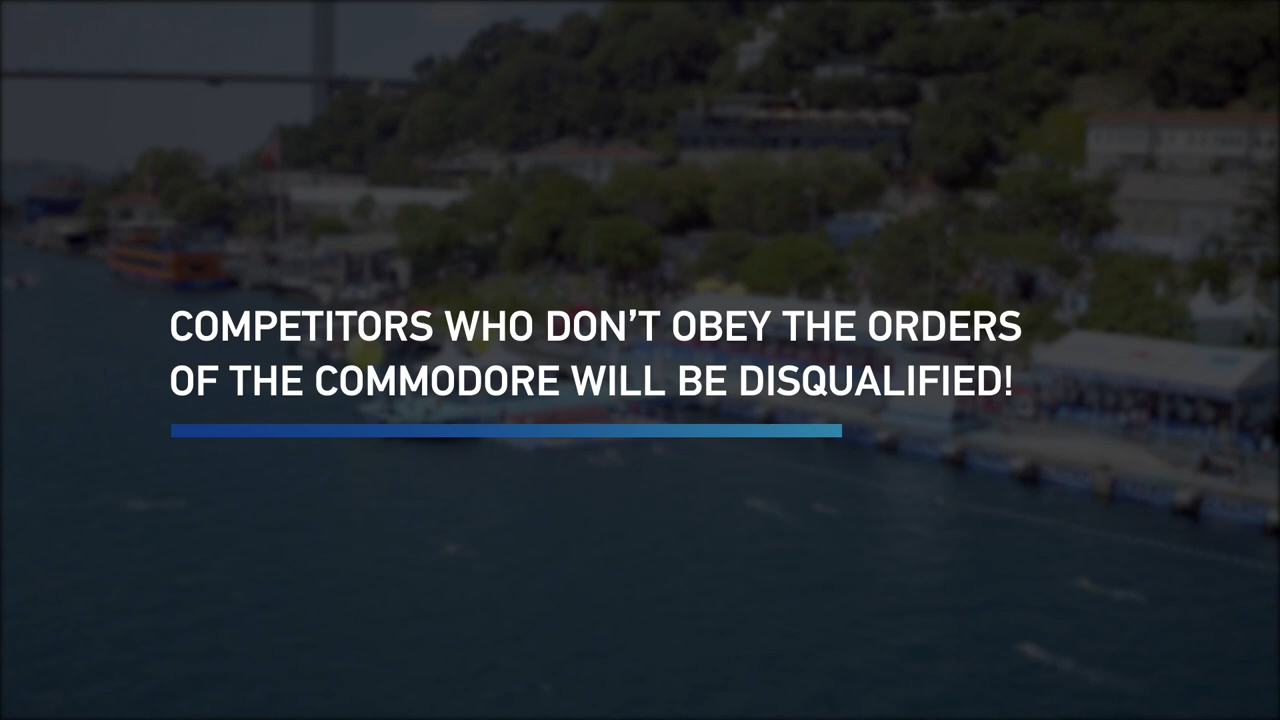 COMPETITORS WHO DON’T OBEY THE ORDERS
OF THE COMMODORE WILL BE DISQUALIFIED!